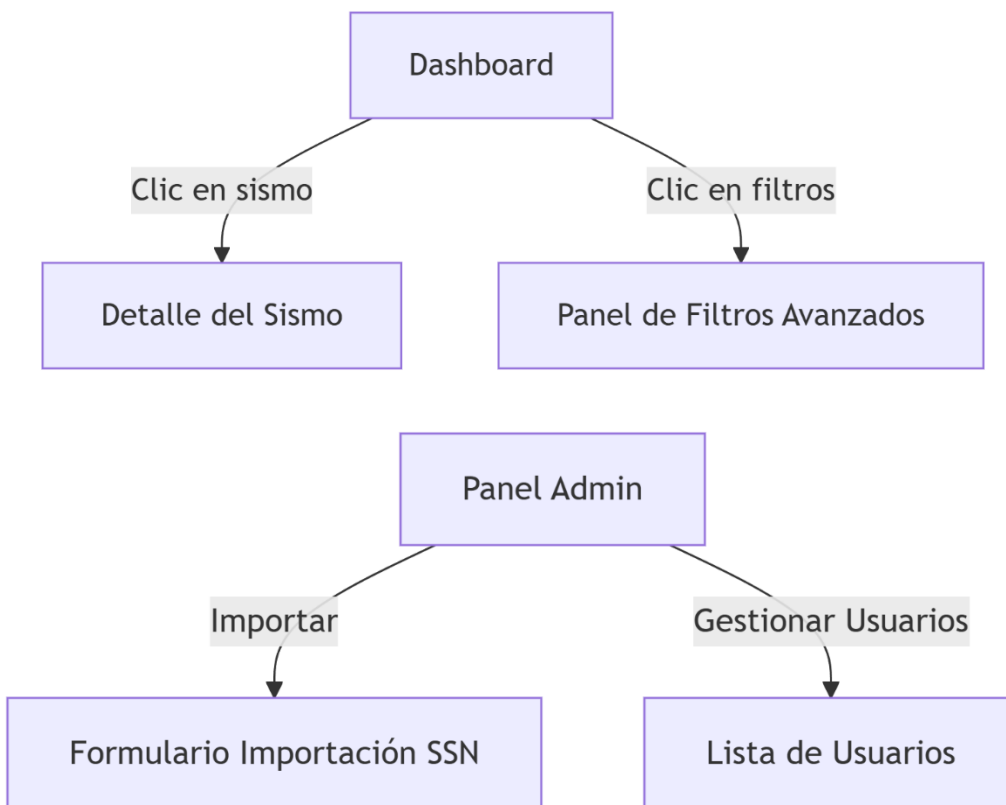 Dashboard
Clic en sismo
Clic en filtros
Detalle del Sismo
Panel de Filtros Avanzados
Panel Admin
Importar
Gestionar Usuarios
Formulario Importación SSN
Lista de Usuarios